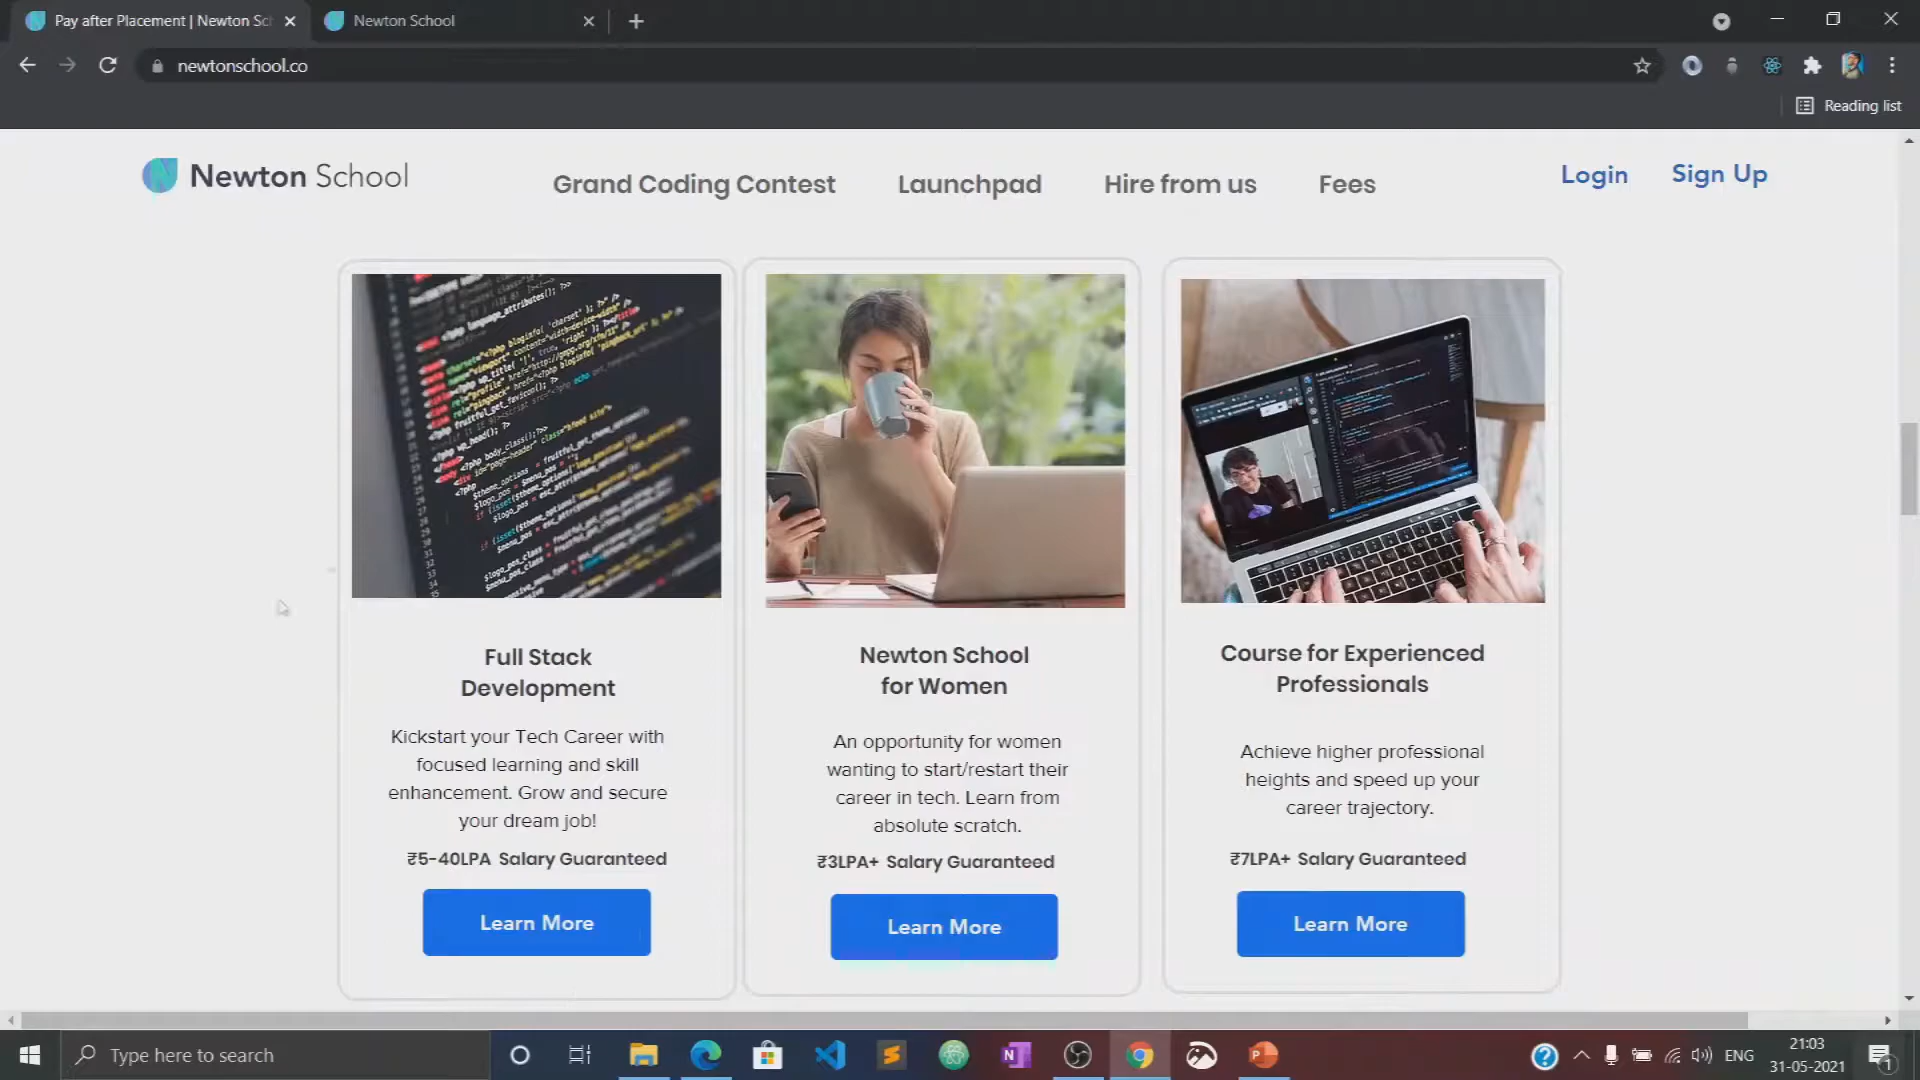 Pay after Placement | Newton Sc
Newton School
newtonschool.co
Reading list
Newton School
Grand Coding Contest
Launchpad
Hire from us
Fees
Login
Sign Up
Full Stack
Development
Kickstart your Tech Career with
focused learning and skill
enhancement. Grow and secure
your dream job!
₹5-40LPA Salary Guaranteed
Learn More
Newton School
for Women
An opportunity for women
wanting to start/restart their
career in tech. Learn from
absolute scratch.
₹3LPA+ Salary Guaranteed
Learn More
Course for Experienced
Professionals
Achieve higher professional
heights and speed up your
career trajectory.
₹7LPA+ Salary Guaranteed
Learn More
Type here to search
ENG
21:03
31-05-2021
1